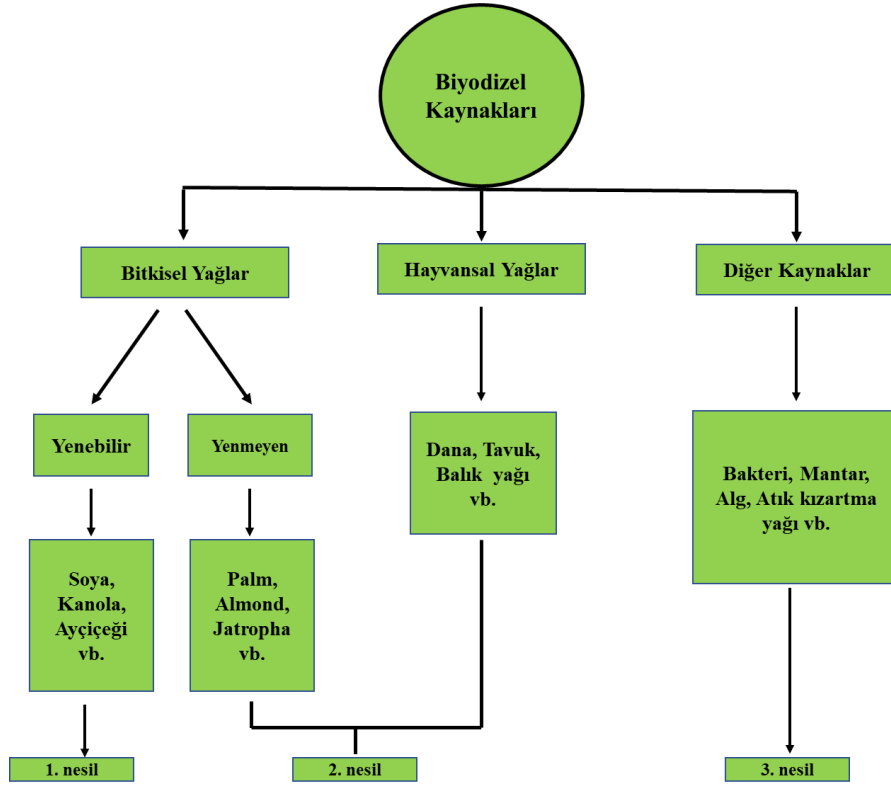 Biyodizel
Kaynakları
Bitkisel Yağlar
Hayvansal Yağlar
Diğer Kaynaklar
Yenebilir
Yenmeyen
Dana, Tavuk,
Balık yağı
vb.
Bakteri, Mantar,
Alg, Atık kızartma
yağı vb.
Soya,
Kanola,
Ayçiçeği
vb.
Palm,
Almond,
Jatropha
vb.
1. nesil
2. nesil
3. nesil